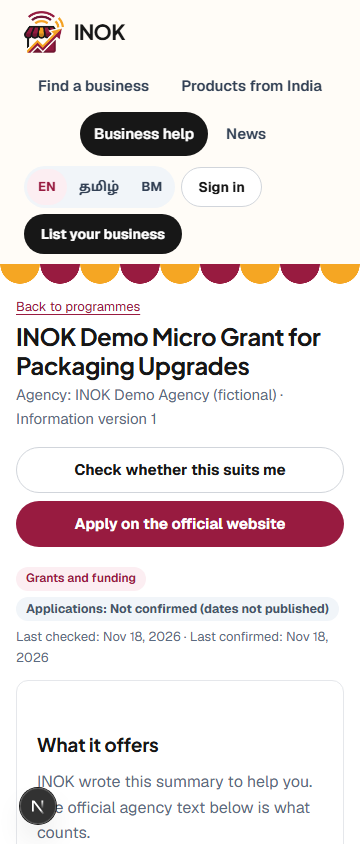 INOK
Find a business
Products from India
Business help
News
EN
தமிழ்
BM
Sign in
List your business
Back to programmes
INOK Demo Micro Grant for
Packaging Upgrades
Agency: INOK Demo Agency (fictional) ·
Information version 1
Check whether this suits me
Apply on the official website
Grants and funding
Applications: Not confirmed (dates not published)
Last checked: Nov 18, 2026 · Last confirmed: Nov 18,
2026
What it offers
INOK wrote this summary to help you.
N
official agency text below is what
counts.